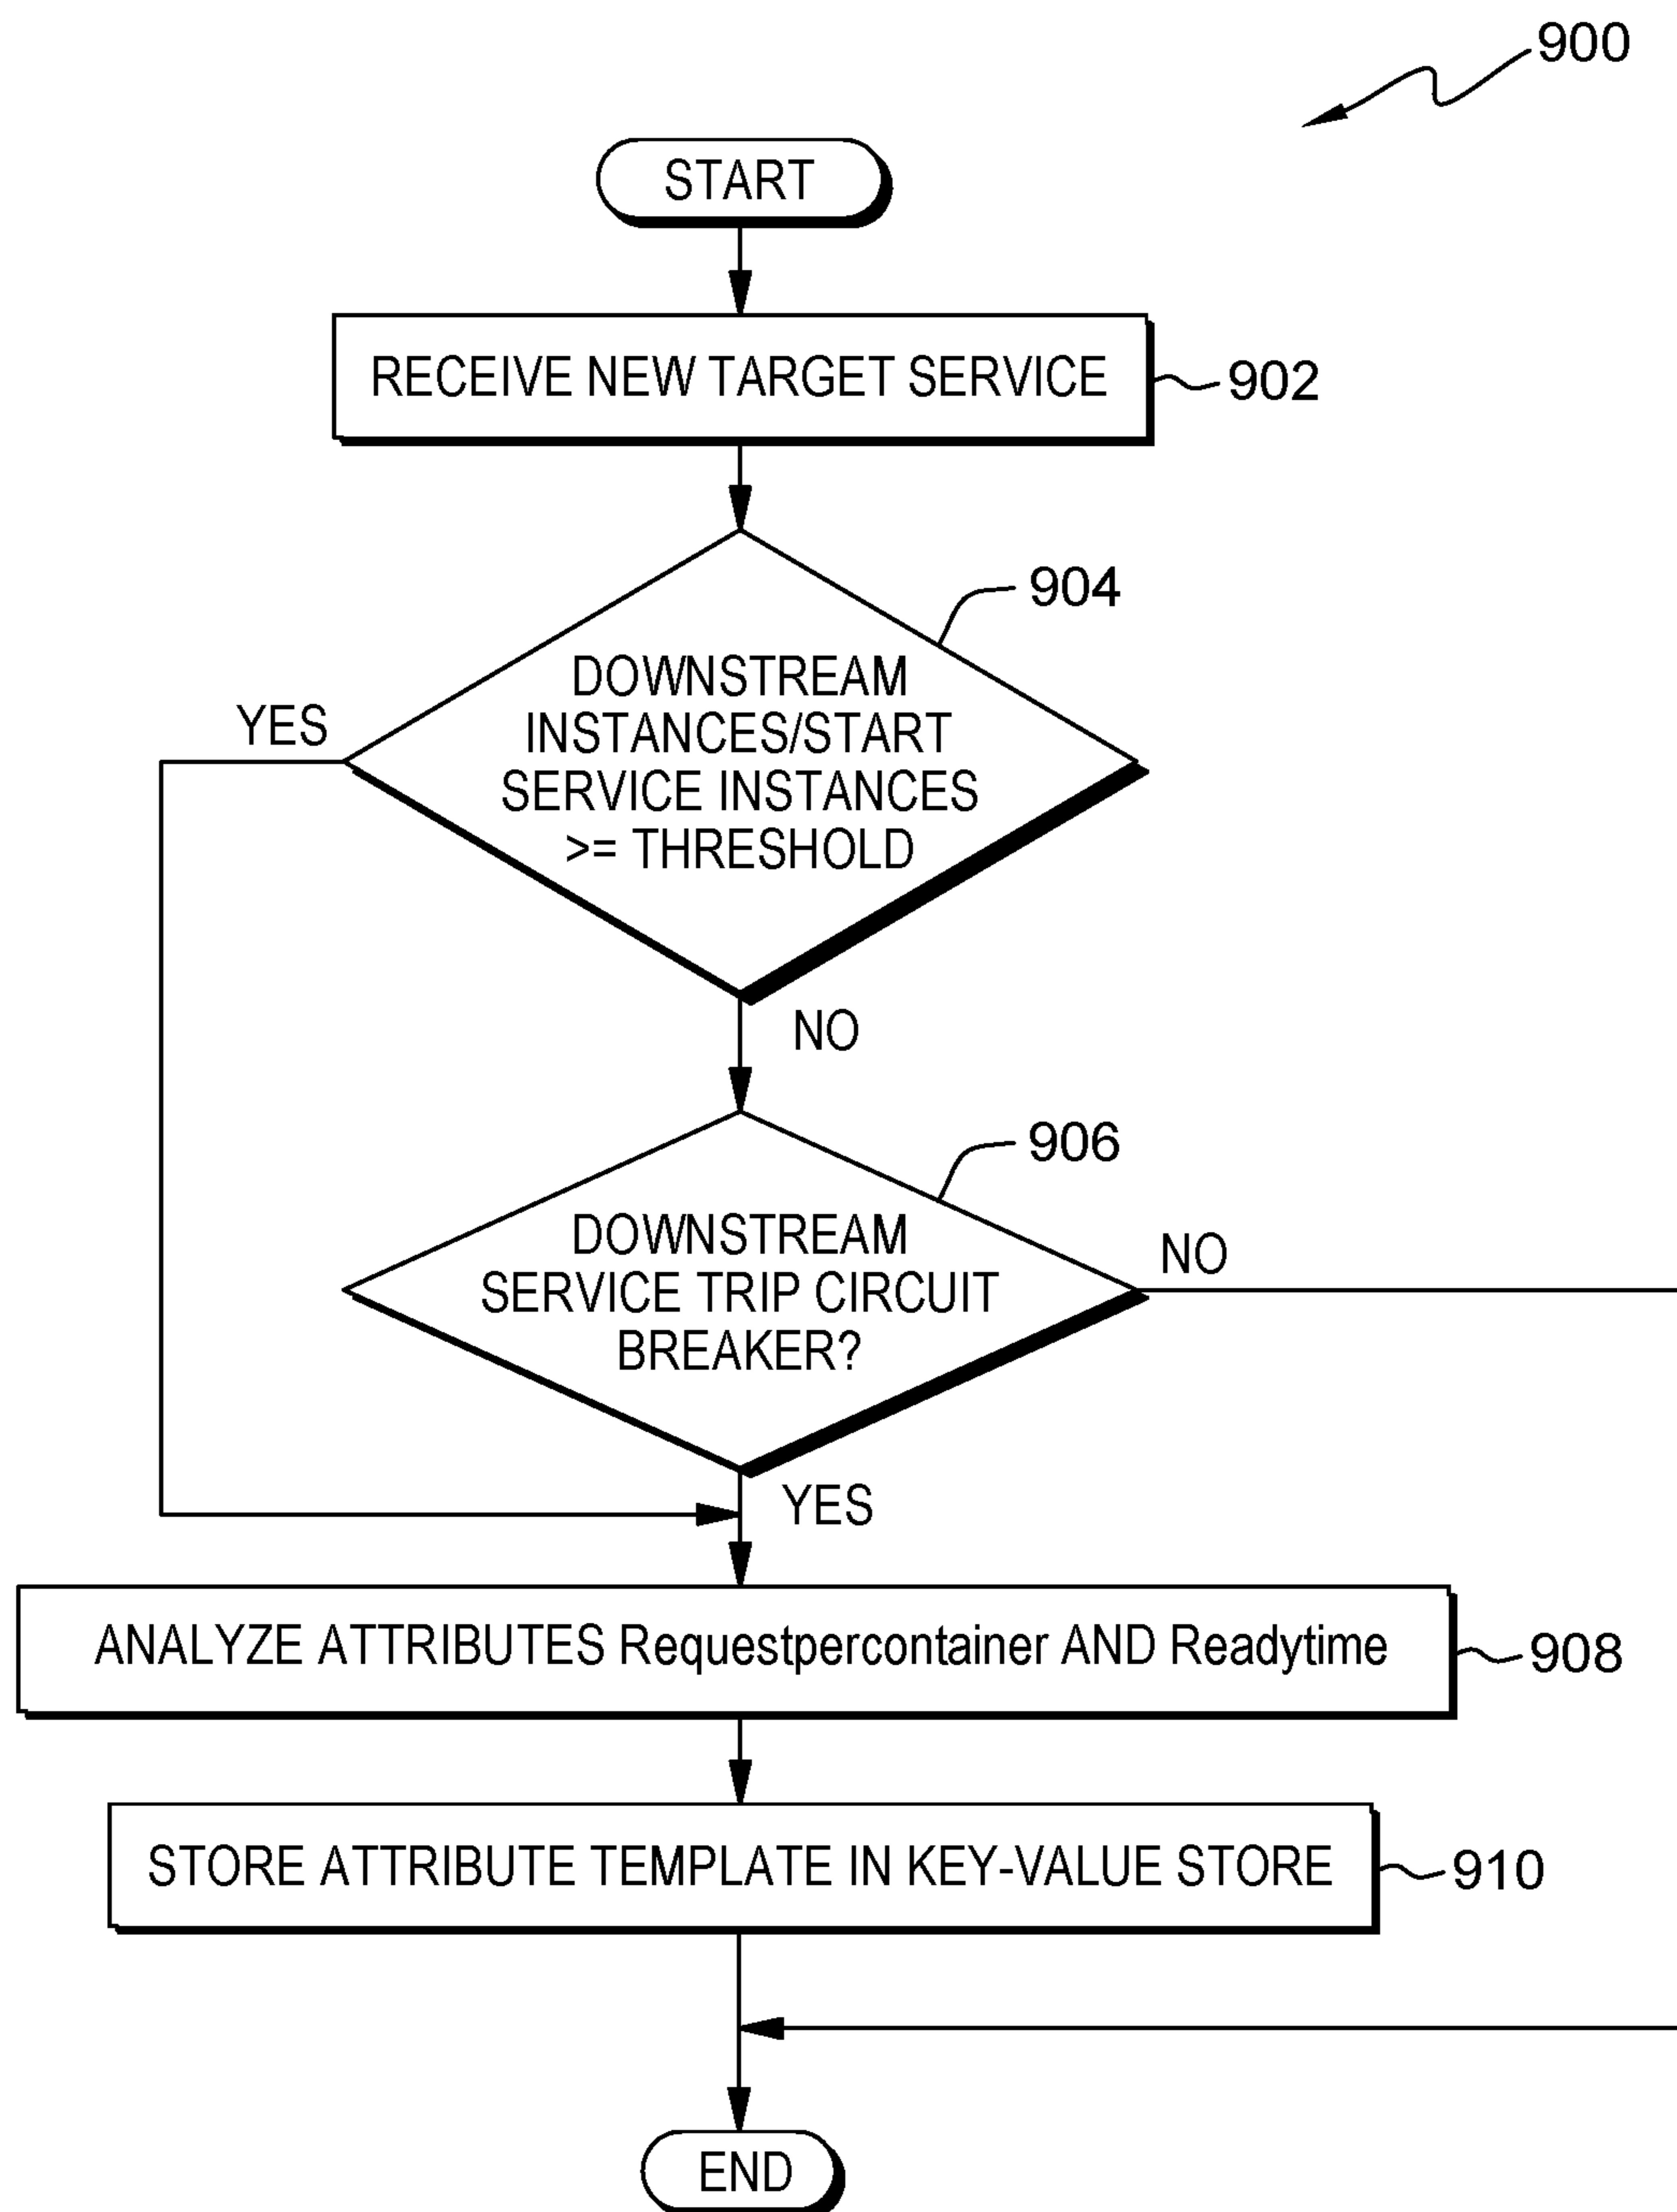 900
START
RECEIVE NEW TARGET SERVICE
902
904
DOWNSTREAM
INSTANCES/START
SERVICE INSTANCES
>= THRESHOLD
YES
NO
906
DOWNSTREAM
SERVICE TRIP CIRCUIT
BREAKER?
NO
YES
ANALYZE ATTRIBUTES Requestpercontainer AND Readytime
908
STORE ATTRIBUTE TEMPLATE IN KEY-VALUE STORE
910
END